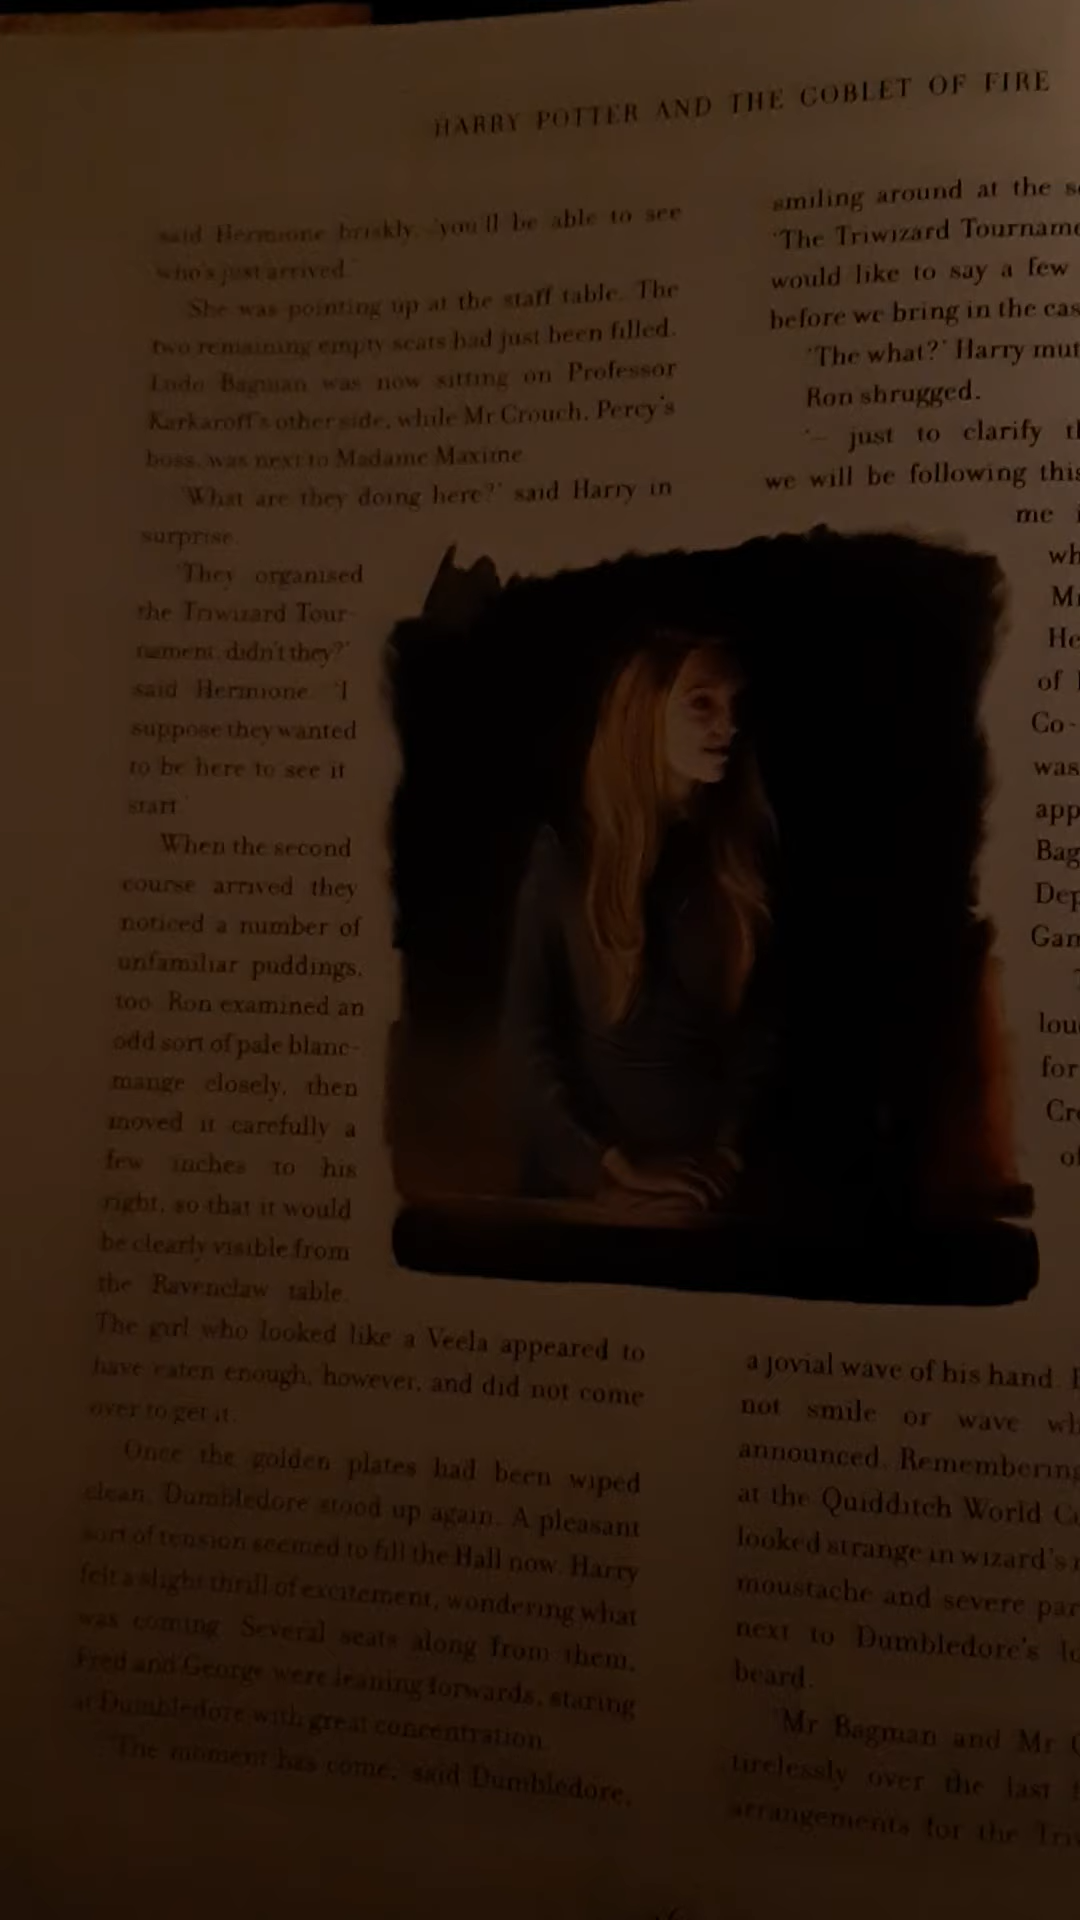 HARRY POTTER AND THE GOBLET OF FIRE
said Hermione briskly, 'you'll be able to see
who's just arrived.'
She was pointing up at the staff table. The
two remaining empty seats had just been filled.
Ludo Bagman was now sitting on Professor
Karkaroff's other side, while Mr Crouch, Percy's
boss, was next to Madame Maxime.
'What are they doing here?' said Harry in
surprise.
'They organised
the Triwizard Tour-
nament, didn't they?'
said Hermione. 'I
suppose they wanted
to be here to see it
start.'
When the second
course arrived they
noticed a number of
unfamiliar puddings,
too. Ron examined an
odd sort of pale blanc-
mange closely, then
moved it carefully a
few inches to his
right, so that it would
be clearly visible from
the Ravenclaw table.
The girl who looked like a Veela appeared to
have eaten enough, however, and did not come
over to get it.
Once the golden plates had been wiped
clean, Dumbledore stood up again. A pleasant
sort of tension seemed to fill the Hall now. Harry
felt a slight thrill of excitement, wondering what
was coming. Several seats along from them,
Fred and George were leaning forwards, staring
at Dumbledore with great concentration.
'The moment has come,' said Dumbledore,
smiling around at the
'The Triwizard
would like to say a few
before we bring in the
'The what?' Harry
Ron shrugged.
'– just to clarify
we will be following this
me
of
Co-
was
for
a jovial wave of his hand.
not smile or wave
announced. Remembering
at the Quidditch World
looked strange in wizard's
moustache and severe
next to Dumbledore's
beard.
'Mr Bagman and Mr
tirelessly over the last
arrangements for the